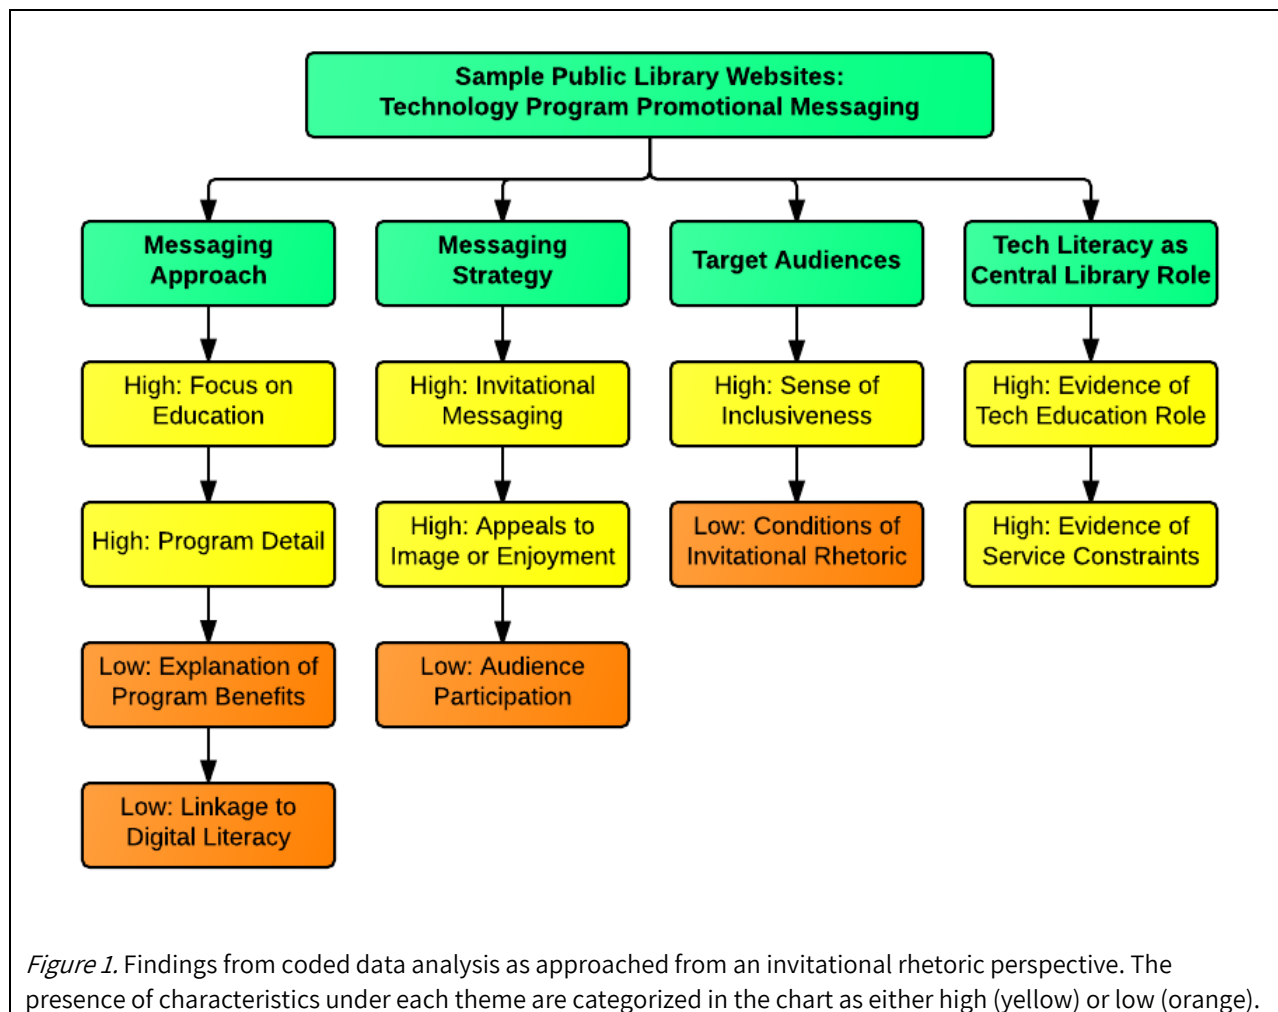 Sample Public Library Websites:
Technology Program Promotional Messaging
Messaging
Approach
Messaging
Strategy
Target Audiences
Tech Literacy as
Central Library Role
High: Focus on
Education
High: Invitational
Messaging
High: Sense of
Inclusiveness
High: Evidence of
Tech Education Role
High: Program Detail
High: Appeals to
Image or Enjoyment
Low: Conditions of
Invitational Rhetoric
High: Evidence of
Service Constraints
Low: Explanation of
Program Benefits
Low: Audience
Participation
Low: Linkage to
Digital Literacy
Figure 1. Findings from coded data analysis as approached from an invitational rhetoric perspective. The
presence of characteristics under each theme are categorized in the chart as either high (yellow) or low (orange).